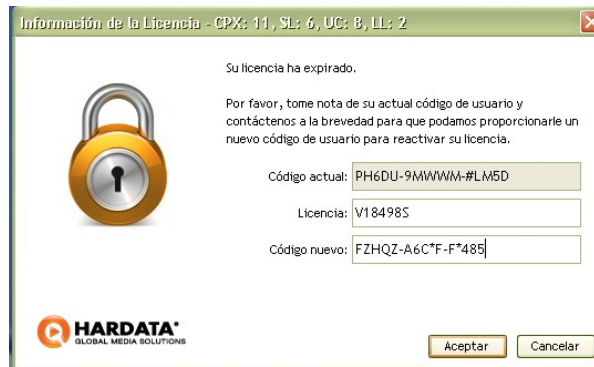 Información de la Licencia - CPX: 11, SL: 6, UC: 8, LL: 2
Su licencia ha expirado.
Por favor, tome nota de su actual código de usuario y
contáctenos a la brevedad para que podamos proporcionarle un
nuevo código de usuario para reactivar su licencia.
Código actual: PH6DU-9MWWM-#LM5D
Licencia: V18498S
Código nuevo: FZHQZ-A6C*F-F*485
HARDATA
GLOBAL MEDIA SOLUTIONS
Aceptar Cancelar